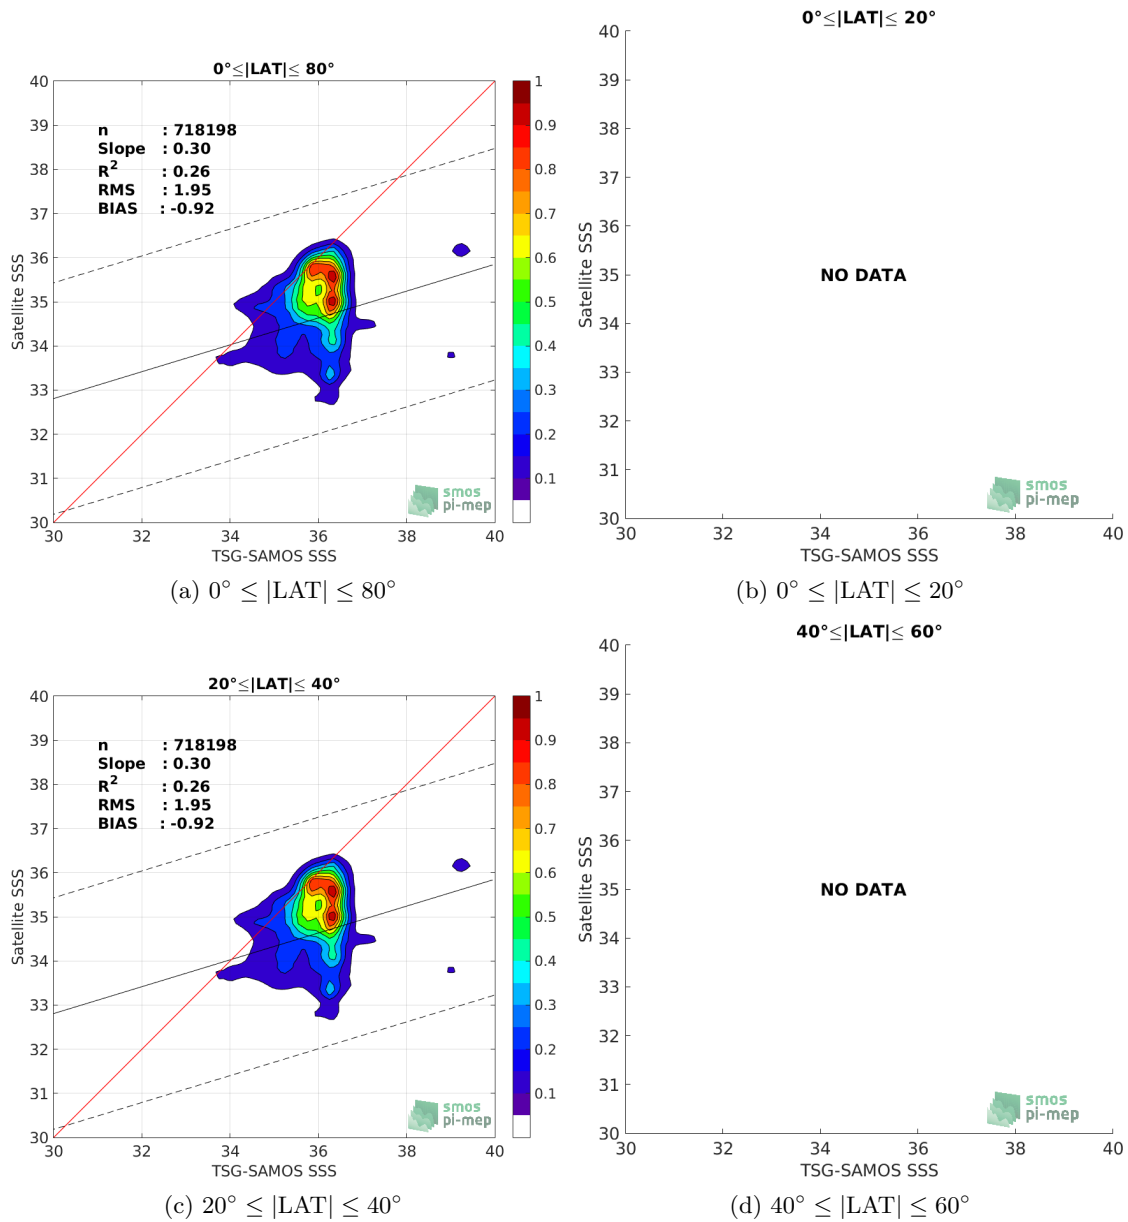 0°≤|LAT|≤ 80°
n : 718198
Slope : 0.30
R² : 0.26
RMS : 1.95
BIAS : -0.92
40
39
38
37
36
35
34
33
32
31
30
Satellite SSS
30 32 34 36 38 40
TSG-SAMOS SSS
1
0.9
0.8
0.7
0.6
0.5
0.4
0.3
0.2
0.1
smos
pi-mep
(a) 0° ≤ |LAT| ≤ 80°
0°≤|LAT|≤ 20°
40
39
38
37
36
35
34
33
32
31
30
Satellite SSS
NO DATA
smos
pi-mep
30 32 34 36 38 40
TSG-SAMOS SSS
(b) 0° ≤ |LAT| ≤ 20°
20°≤|LAT|≤ 40°
n : 718198
Slope : 0.30
R² : 0.26
RMS : 1.95
BIAS : -0.92
40
39
38
37
36
35
34
33
32
31
30
Satellite SSS
30 32 34 36 38 40
TSG-SAMOS SSS
1
0.9
0.8
0.7
0.6
0.5
0.4
0.3
0.2
0.1
smos
pi-mep
(c) 20° ≤ |LAT| ≤ 40°
40°≤|LAT|≤ 60°
40
39
38
37
36
35
34
33
32
31
30
Satellite SSS
NO DATA
smos
pi-mep
30 32 34 36 38 40
TSG-SAMOS SSS
(d) 40° ≤ |LAT| ≤ 60°